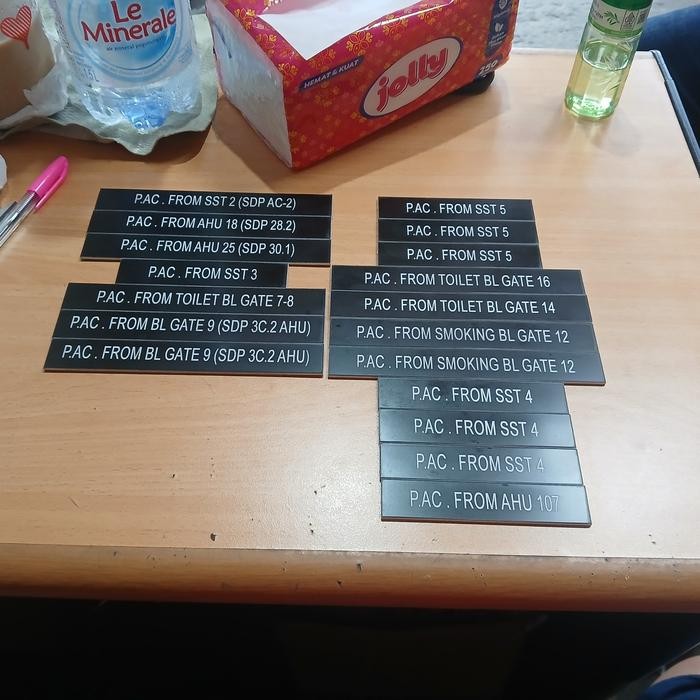 Le
Minerale
HEMAT & KUAT
jolly
250
P.AC . FROM SST 2 (SDP AC-2)
P.AC . FROM AHU 18 (SDP 28.2)
P.AC . FROM AHU 25 (SDP 30.1)
P.AC . FROM SST 3
P.AC . FROM TOILET BL GATE 7-8
P.AC . FROM BL GATE 9 (SDP 3C.2 AHU)
P.AC . FROM BL GATE 9 (SDP 3C.2 AHU)
P.AC . FROM SST 5
P.AC . FROM SST 5
P.AC . FROM SST 5
P.AC . FROM TOILET BL GATE 16
P.AC . FROM TOILET BL GATE 14
P.AC . FROM SMOKING BL GATE 12
P.AC . FROM SMOKING BL GATE 12
P.AC . FROM SST 4
P.AC . FROM SST 4
P.AC . FROM SST 4
P.AC . FROM AHU 107